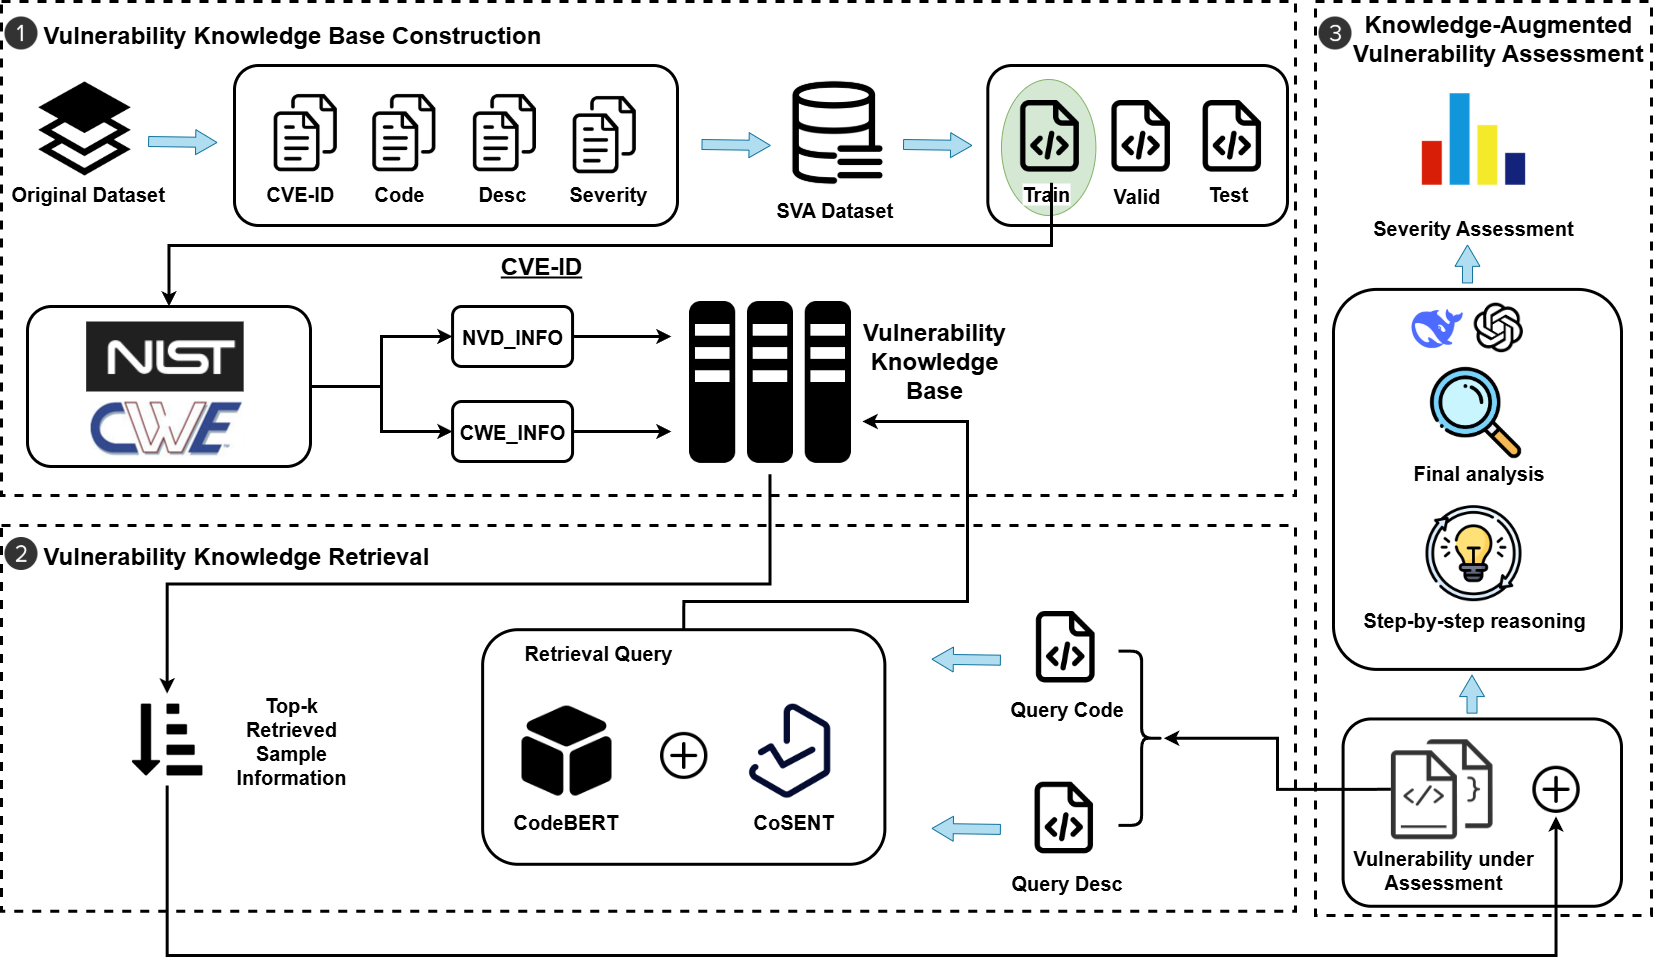 1 Vulnerability Knowledge Base Construction
Original Dataset
CVE-ID
Code
Desc
Severity
SVA Dataset
Train
Valid
Test
CVE-ID
NIST
CWE
NVD_INFO
CWE_INFO
Vulnerability
Knowledge
Base
2 Vulnerability Knowledge Retrieval
Top-k
Retrieved
Sample
Information
Retrieval Query
CodeBERT
CoSENT
Query Code
Query Desc
3 Knowledge-Augmented
Vulnerability Assessment
Severity Assessment
Final analysis
Step-by-step reasoning
Vulnerability under
Assessment